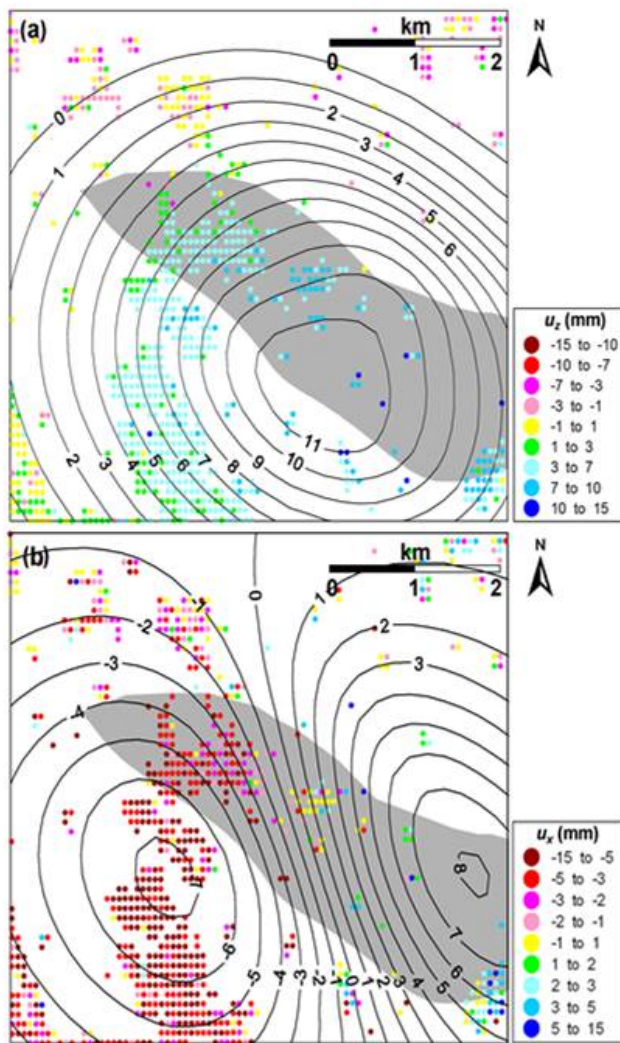 (a)
km
0 1 2
N
0
1
2
3
4
5
6
2
3
4
5
6
7
8
9
10
11
uz (mm)
-15 to -10
-10 to -7
-7 to -3
-3 to -1
-1 to 1
1 to 3
3 to 7
7 to 10
10 to 15
(b)
km
0 1 2
N
-1
0
1
-2
2
-3
3
-4
8
-6
7
-5 -4 -3 -2 -1 0 1 2 3 4 5 6
ux (mm)
-15 to -5
-5 to -3
-3 to -2
-2 to -1
-1 to 1
1 to 2
2 to 3
3 to 5
5 to 15